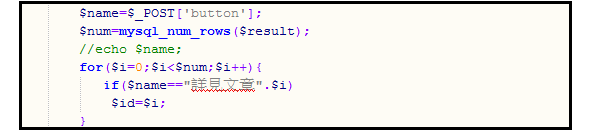 $name=$_POST['button'];
$num=mysql_num_rows($result);
//echo $name;
for($i=0;$i<$num;$i++){
if($name=="詳見文章".$i)
$id=$i;
}